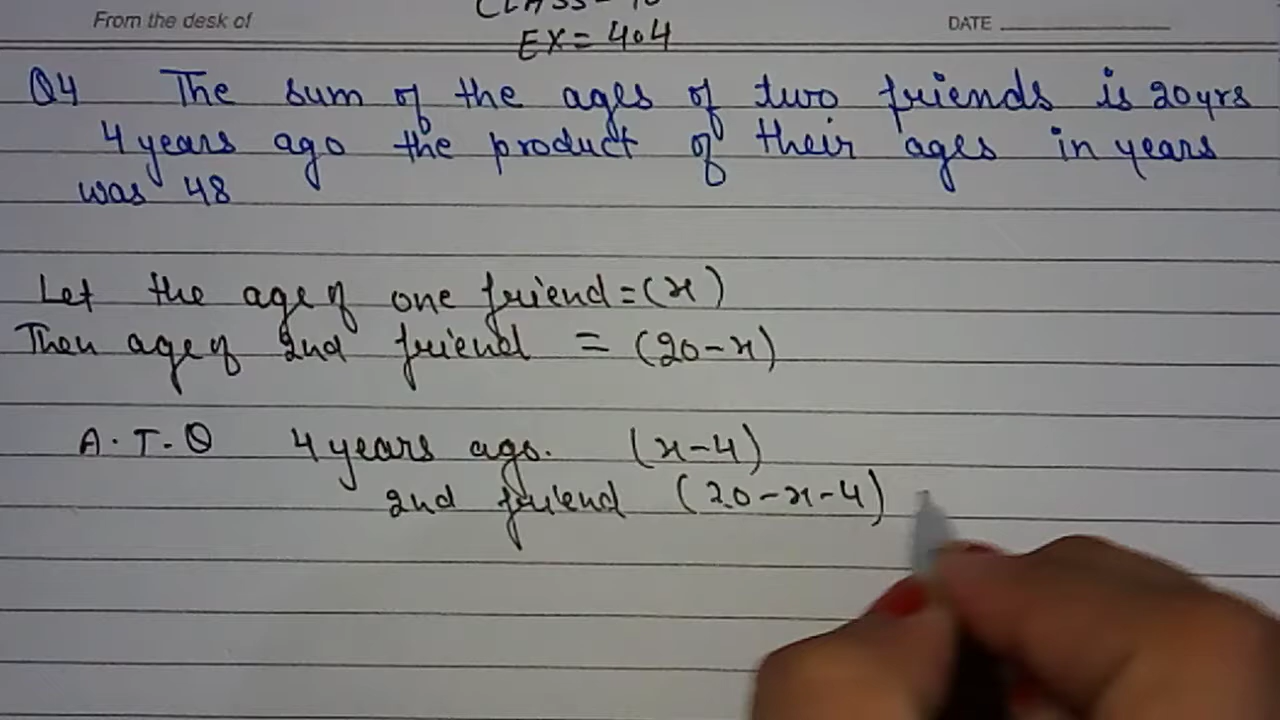 From the desk of
DATE
EX = 4.4
Q4 The sum of the ages of two friends is 20yrs
4 years ago the product of their ages in years
was 48
Let the age of one friend = (x)
Then age of 2nd friend = (20-x)
A.T-Q 4 years ago. (x-4)
2nd friend (20-x-4)